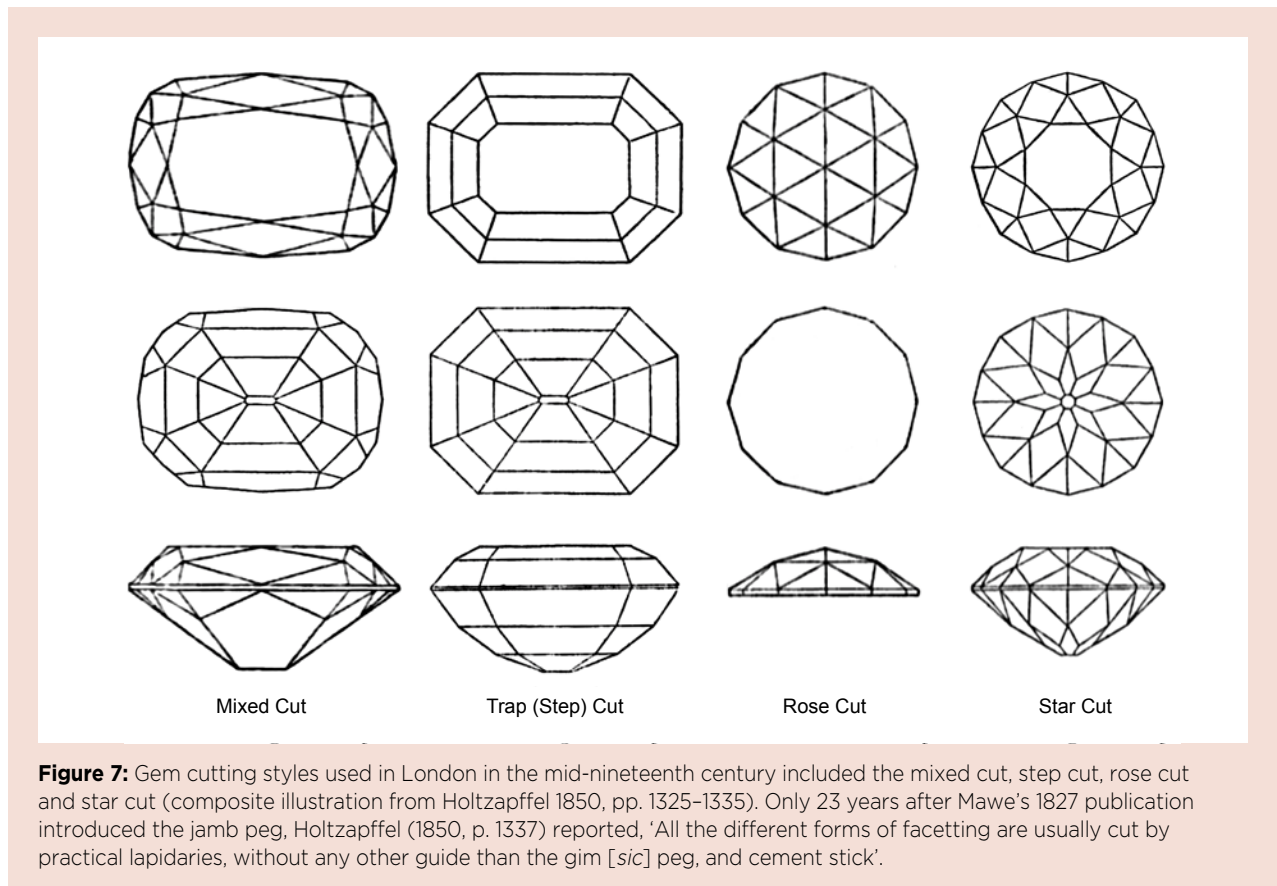 Mixed Cut
Trap (Step) Cut
Rose Cut
Star Cut
Figure 7: Gem cutting styles used in London in the mid-nineteenth century included the mixed cut, step cut, rose cut
and star cut (composite illustration from Holtzapffel 1850, pp. 1325–1335). Only 23 years after Mawe’s 1827 publication
introduced the jamb peg, Holtzapffel (1850, p. 1337) reported, ‘All the different forms of facetting are usually cut by
practical lapidaries, without any other guide than the gim [sic] peg, and cement stick’.